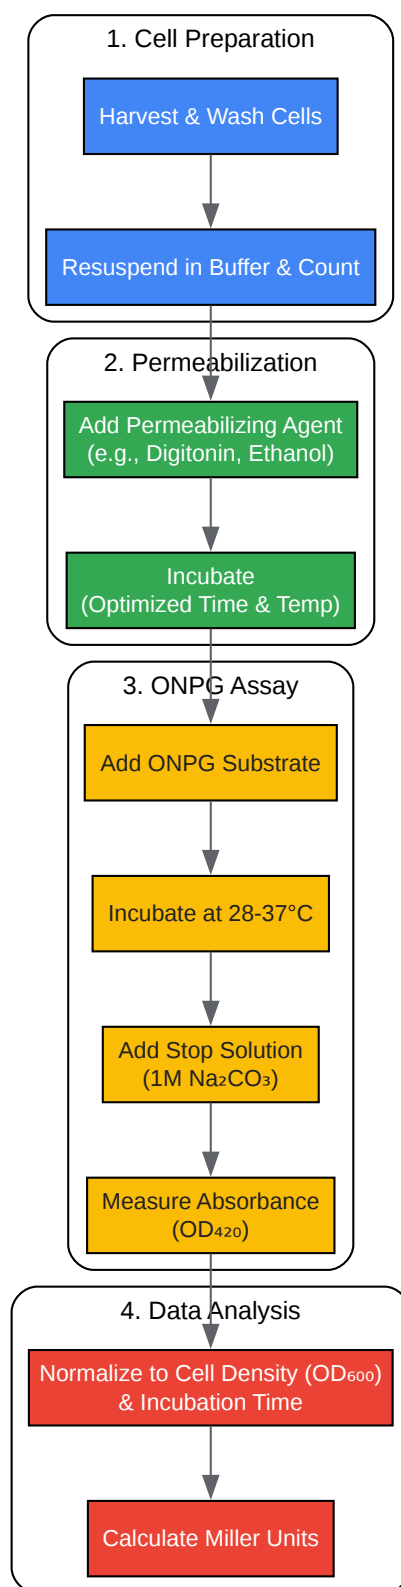 1. Cell Preparation
Harvest & Wash Cells
Resuspend in Buffer & Count
2. Permeabilization
Add Permeabilizing Agent
(e.g., Digitonin, Ethanol)
Incubate
(Optimized Time & Temp)
3. ONPG Assay
Add ONPG Substrate
Incubate at 28-37°C
Add Stop Solution
(1M Na₂CO₃)
Measure Absorbance
(OD₄₂₀)
4. Data Analysis
Normalize to Cell Density (OD₆₀₀)
& Incubation Time
Calculate Miller Units